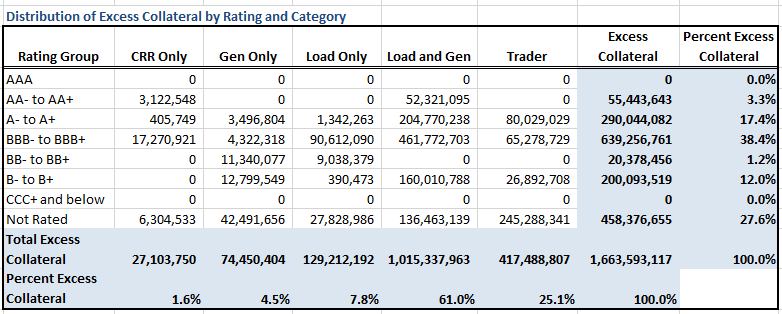 Distribution of Excess Collateral by Rating and Category
Excess Percent Excess
Rating Group CRR Only Gen Only Load Only Load and Gen Trader Collateral Collateral
AAA 0 0 0 0 0 0 0.0%
AA- to AA+ 3,122,548 0 0 52,321,095 0 55,443,643 3.3%
A- to A+ 405,749 3,496,804 1,342,263 204,770,238 80,029,029 290,044,082 17.4%
BBB- to BBB+ 17,270,921 4,322,318 90,612,090 461,772,703 65,278,729 639,256,761 38.4%
BB- to BB+ 0 11,340,077 9,038,379 0 0 20,378,456 1.2%
B- to B+ 0 12,799,549 390,473 160,010,788 26,892,708 200,093,519 12.0%
CCC+ and below 0 0 0 0 0 0 0.0%
Not Rated 6,304,533 42,491,656 27,828,986 136,463,139 245,288,341 458,376,655 27.6%
Total Excess
Collateral 27,103,750 74,450,404 129,212,192 1,015,337,963 417,488,807 1,663,593,117 100.0%
Percent Excess
Collateral 1.6% 4.5% 7.8% 61.0% 25.1% 100.0%